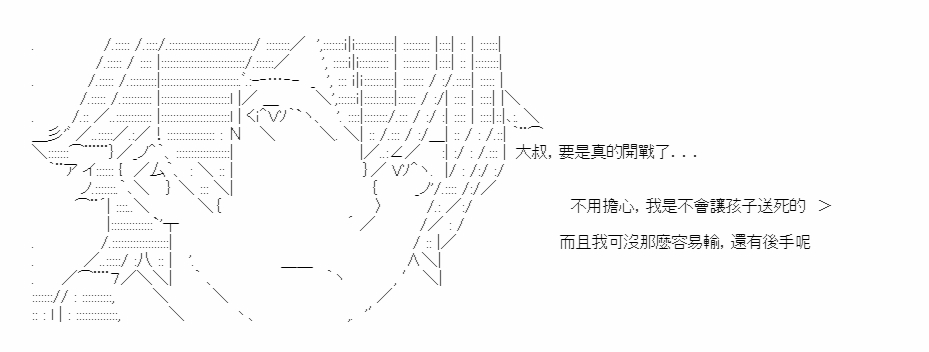 大叔, 要是真的開戰了...
不用擔心, 我是不會讓孩子送死的 ＞
而且我可沒那麽容易輸, 還有後手呢